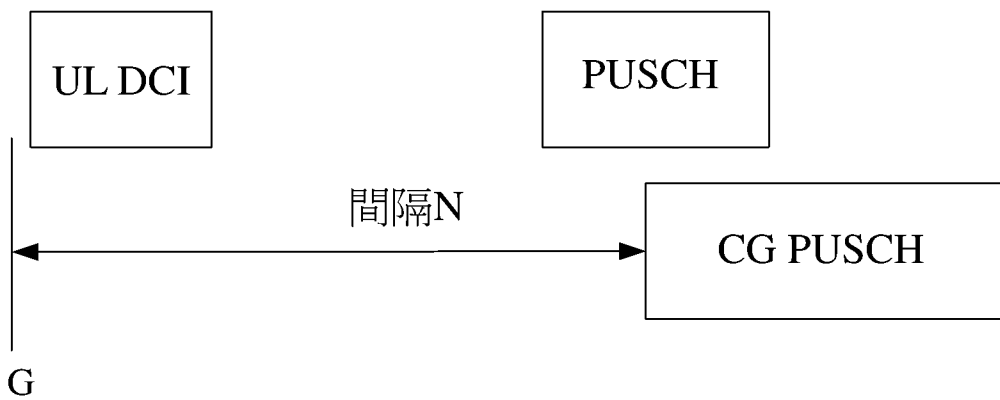 UL DCI
PUSCH
間隔N
CG PUSCH
G